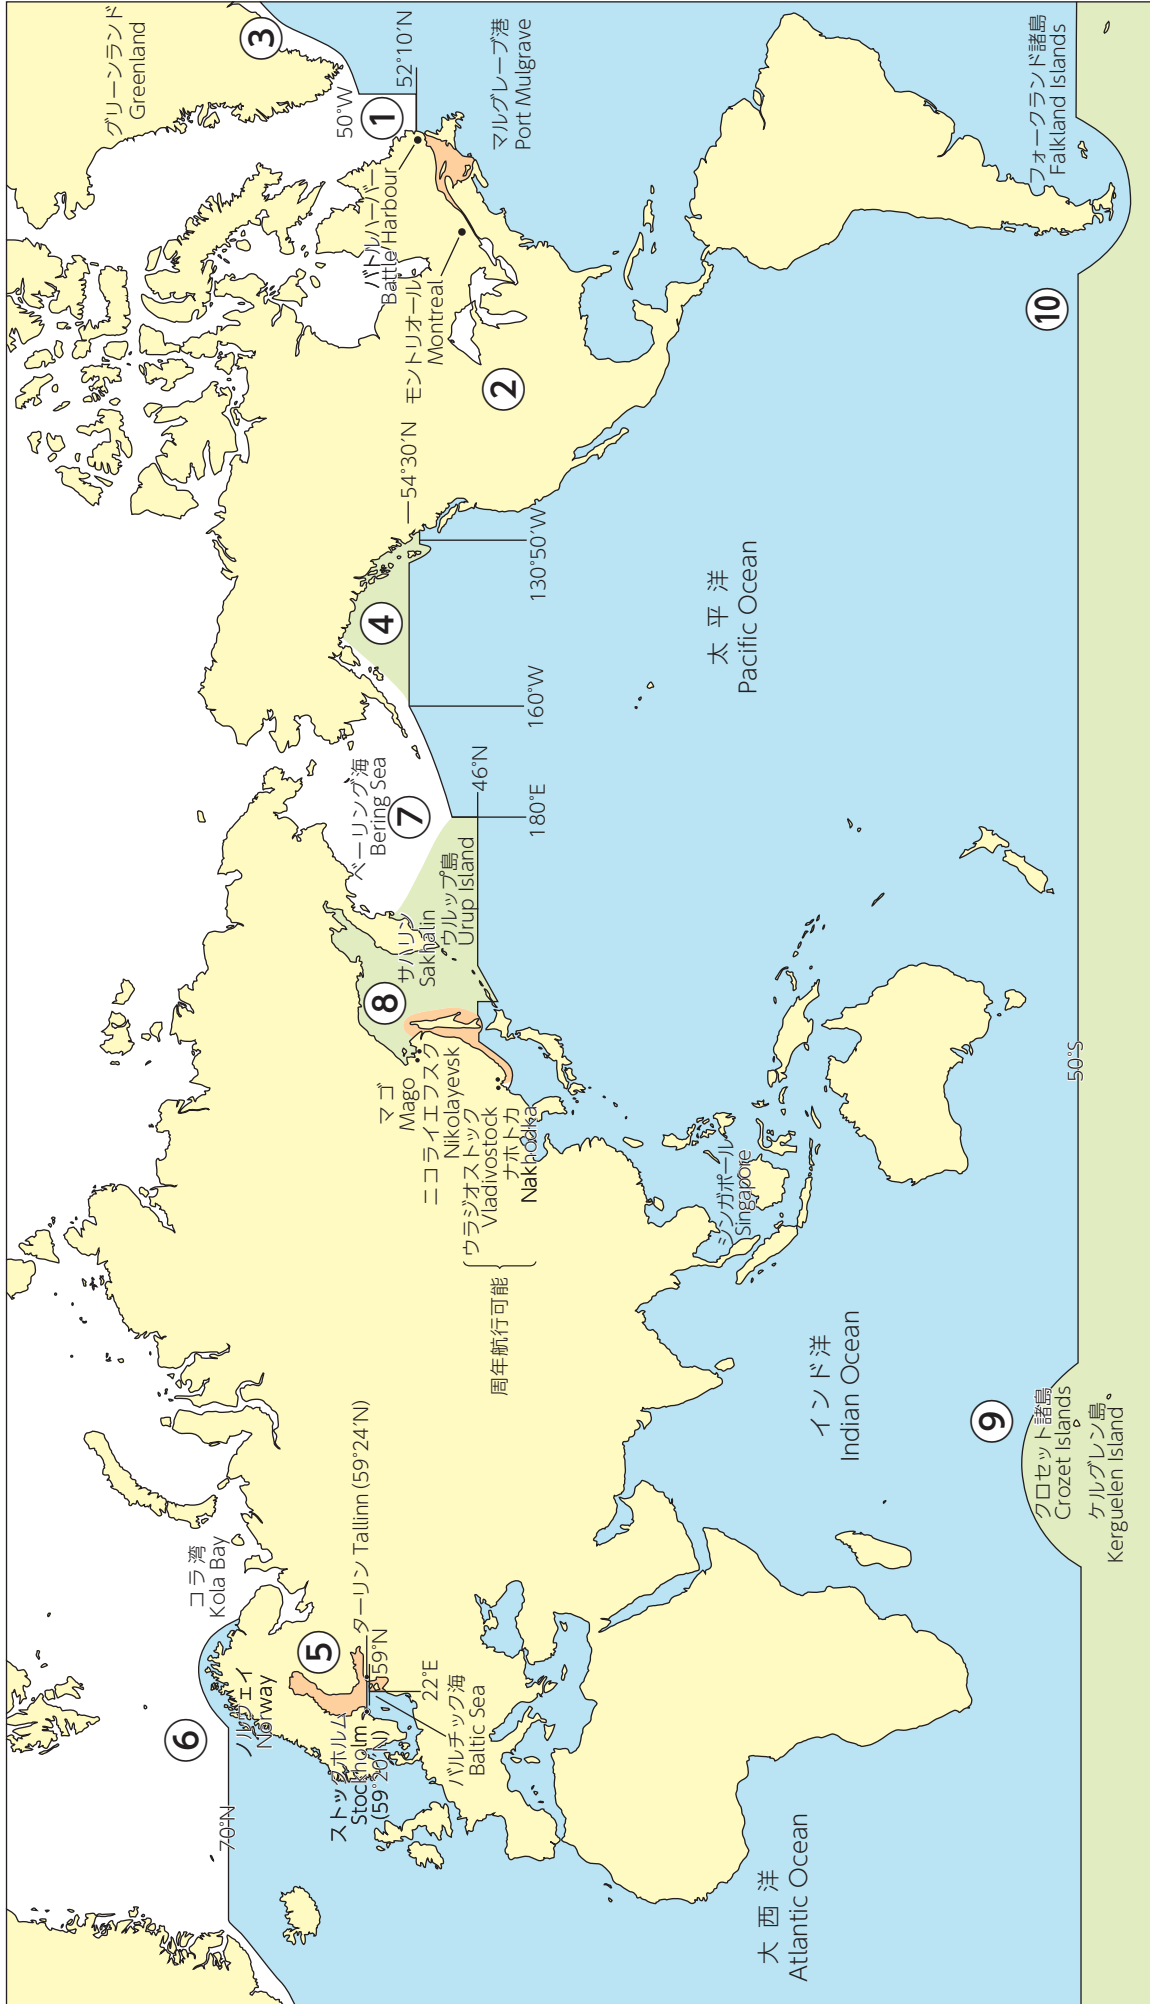 グリーンランド
Greenland
③
50°W
①
52°10′N
マルグレーブ港
Port Mulgrave
バトルハーバー
Battle Harbour
モントリオール
Montreal
②
54°30′N
130°50′W
④
160°W
太 平 洋
Pacific Ocean
ベーリング海
Bering Sea
⑦
46°N
180°E
ウルップ島
Urup Island
サハリン
Sakhalin
⑧
マゴ
Mago
ニコライエフスク
Nikolayevsk
ウラジオストック
Vladivostock
ナホトカ
Nakhodka
周年航行可能
シンガポール
Singapore
フォークランド諸島
Falkland Islands
⑩
50°S
インド洋
Indian Ocean
⑨
クロセット諸島
Crozet Islands
ケルグレン島
Kerguelen Island
コラ湾
Kola Bay
ターリン Tallinn (59°24′N)
⑤
59°N
22°E
バルチック海
Baltic Sea
ノルウェイ
Norway
⑥
ストックホルム
Stockholm
(59°20′N)
70°N
大 西 洋
Atlantic Ocean